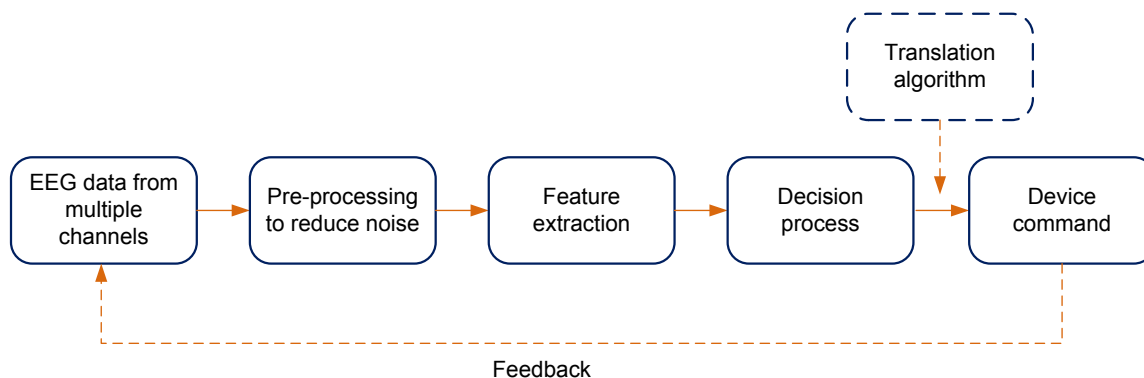 Translation
algorithm
EEG data from
multiple
channels
Pre-processing
to reduce noise
Feature
extraction
Decision
process
Device
command
Feedback